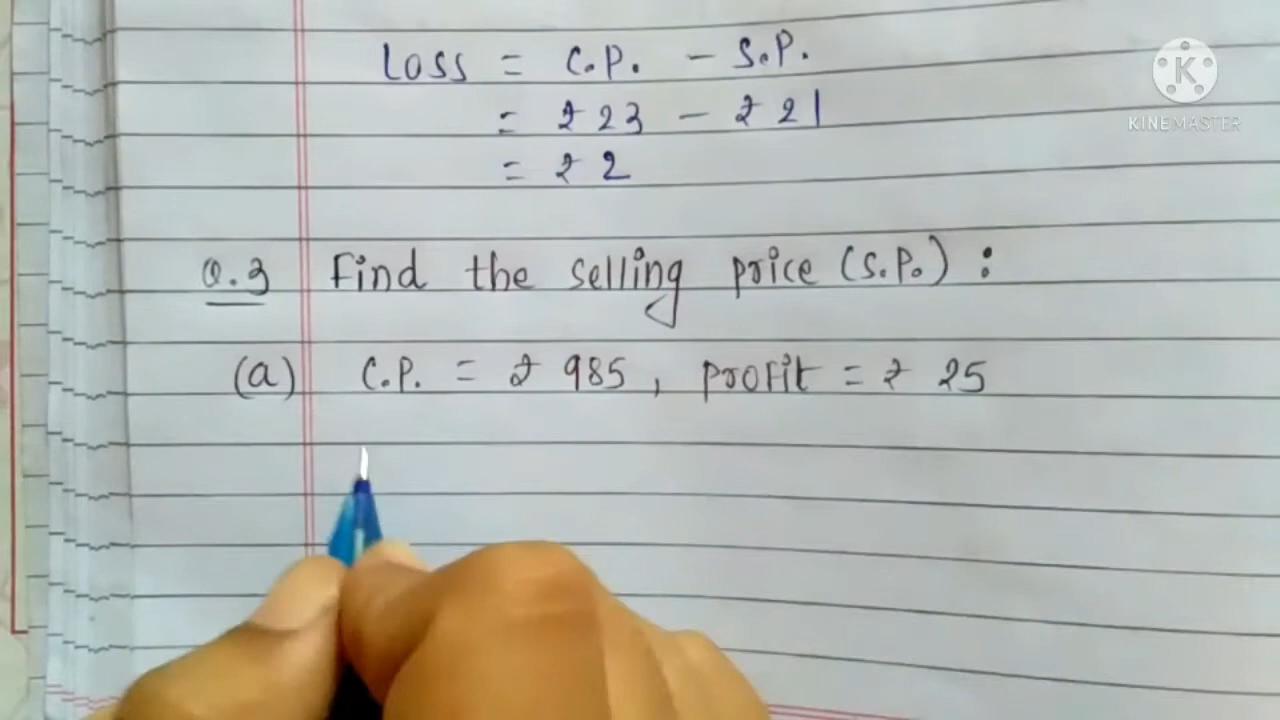 Loss = C.P. - S.P.
= ₹ 23 - ₹ 21
= ₹ 2
Q.3 Find the selling price (S.P.) :
(a) C.P. = ₹ 985, profit = ₹ 25
K
KINEMASTER